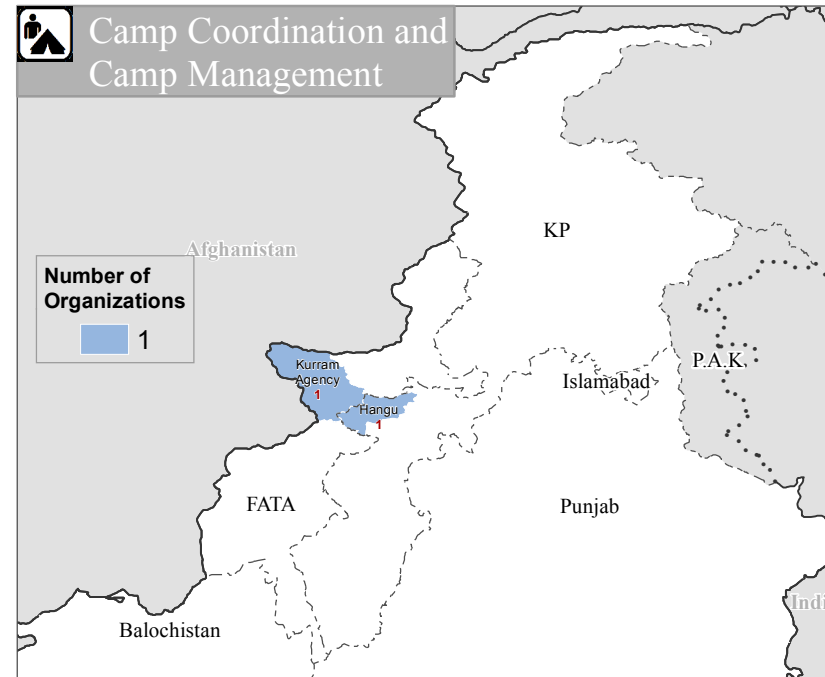 Camp Coordination and
Camp Management
Afghanistan
KP
Number of
Organizations
1
Kurram
Agency
1
Hangu
1
Islamabad
P.A.K
FATA
Punjab
Balochistan
Indi